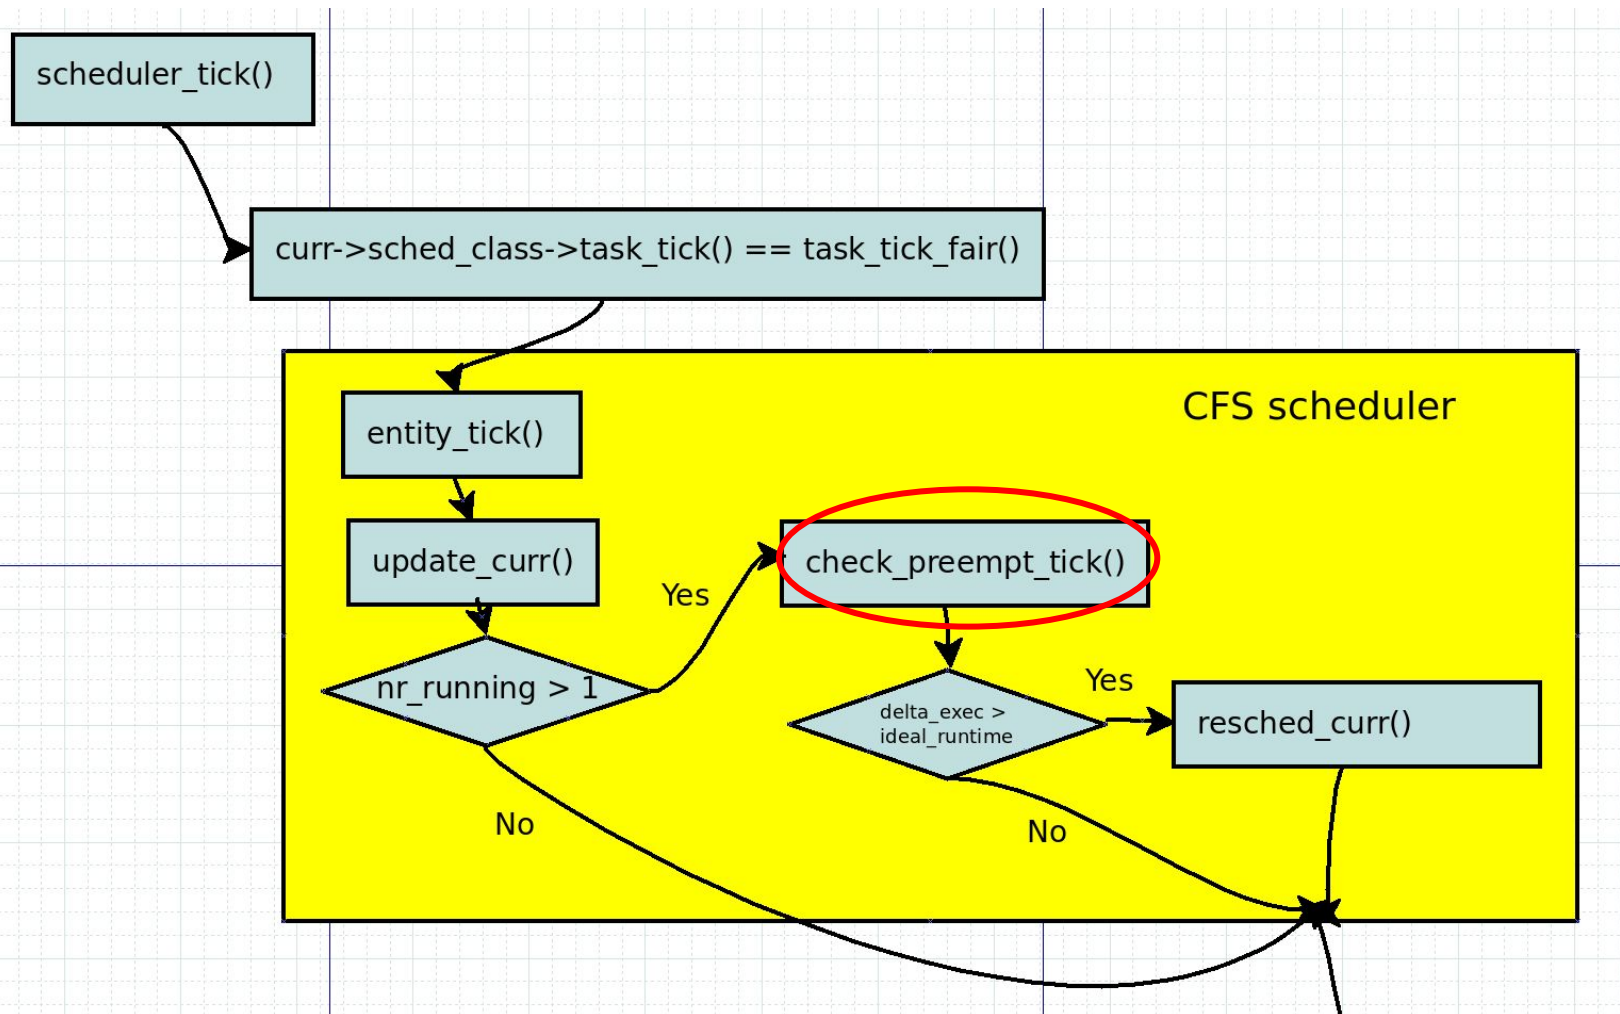 scheduler_tick()
curr->sched_class->task_tick() == task_tick_fair()
CFS scheduler
entity_tick()
update_curr()
Yes
check_preempt_tick()
nr_running > 1
Yes
delta_exec >
ideal_runtime
resched_curr()
No
No